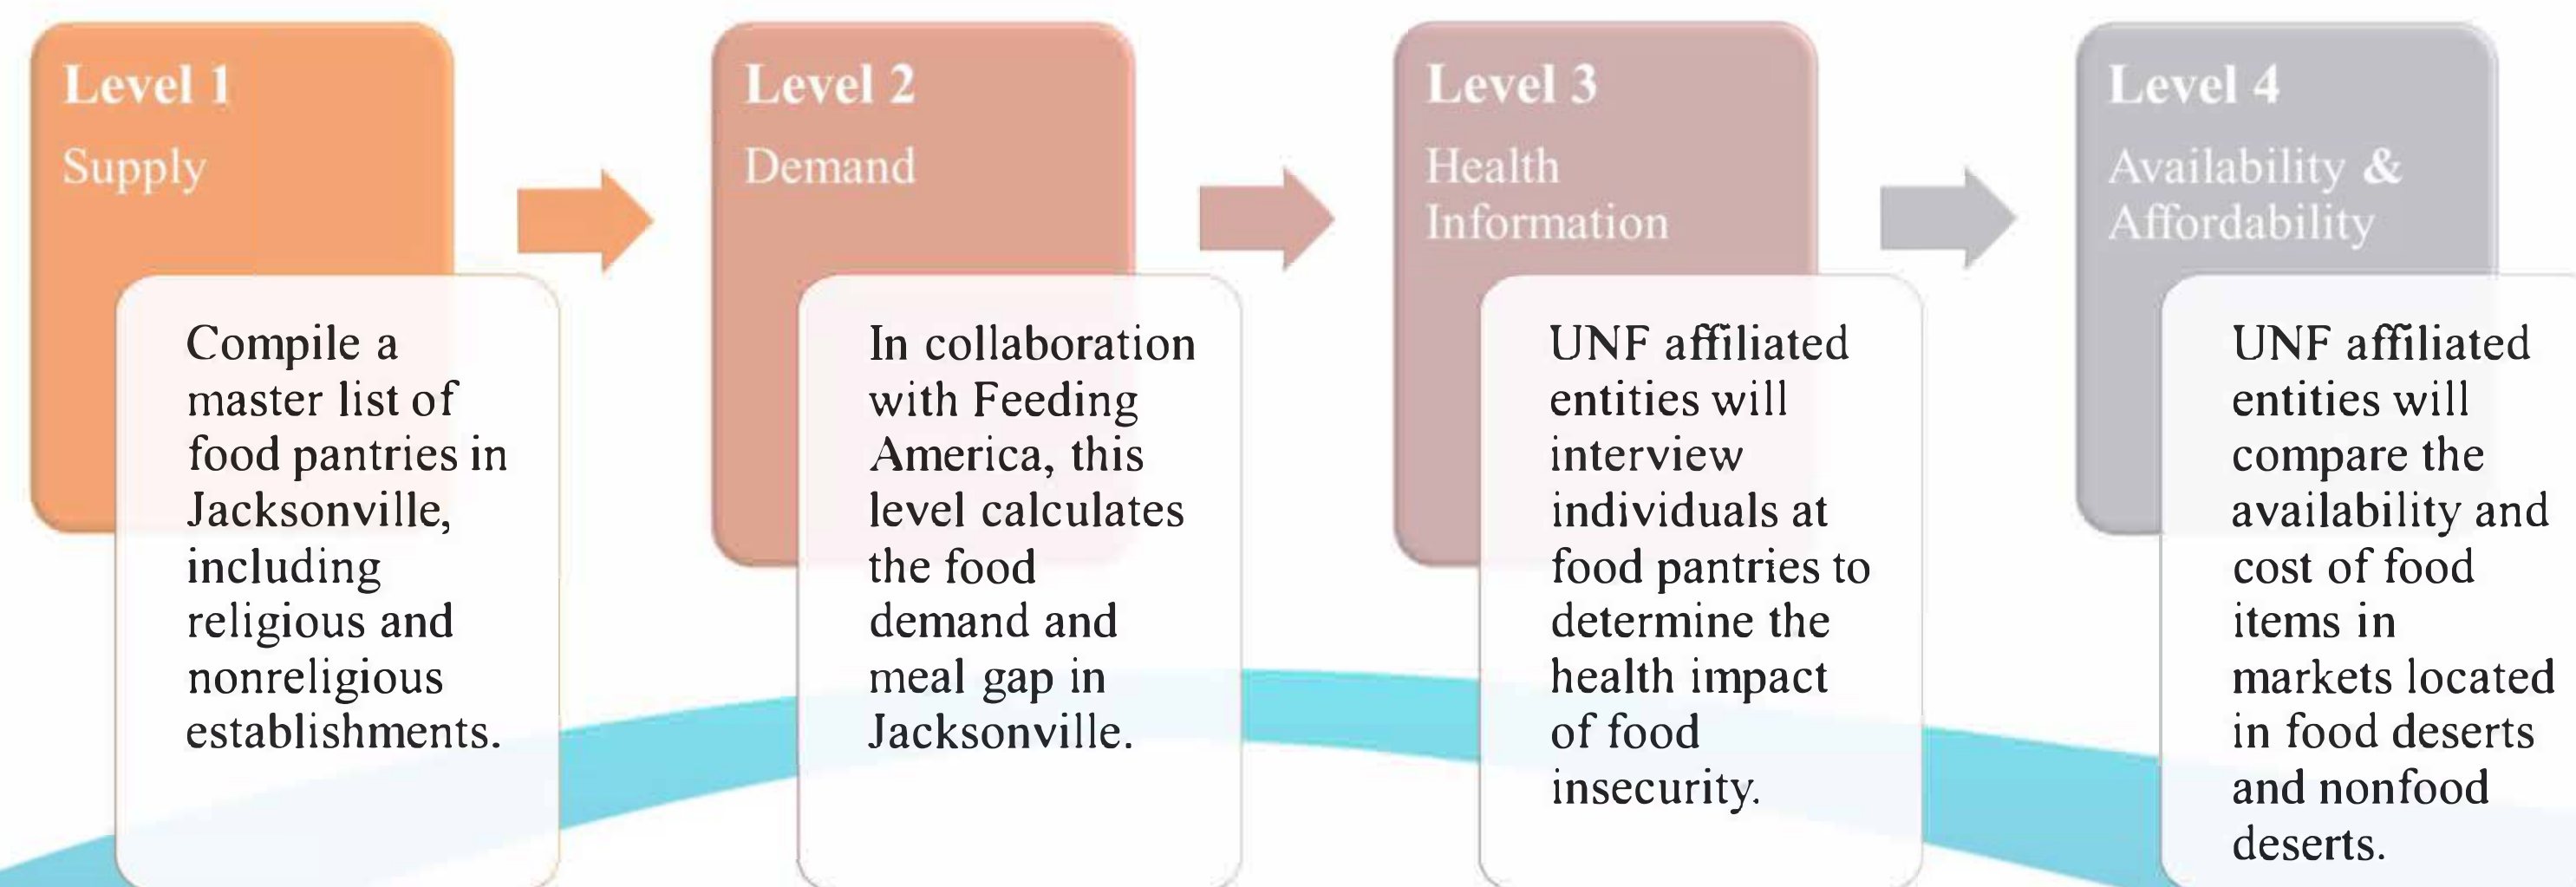 Level 1
Supply
Compile a
master list of
food pantries in
Jacksonville,
including
religious and
nonreligious
establishments.
Level 2
Demand
In collaboration
with Feeding
America, this
level calculates
the food
demand and
meal gap in
Jacksonville.
Level 3
Health
Information
UNF affiliated
entities will
interview
individuals at
food pantries to
determine the
health impact
of food
insecurity.
Level 4
Availability &
Affordability
UNF affiliated
entities will
compare the
availability and
cost of food
items in
markets located
in food deserts
and nonfood
deserts.